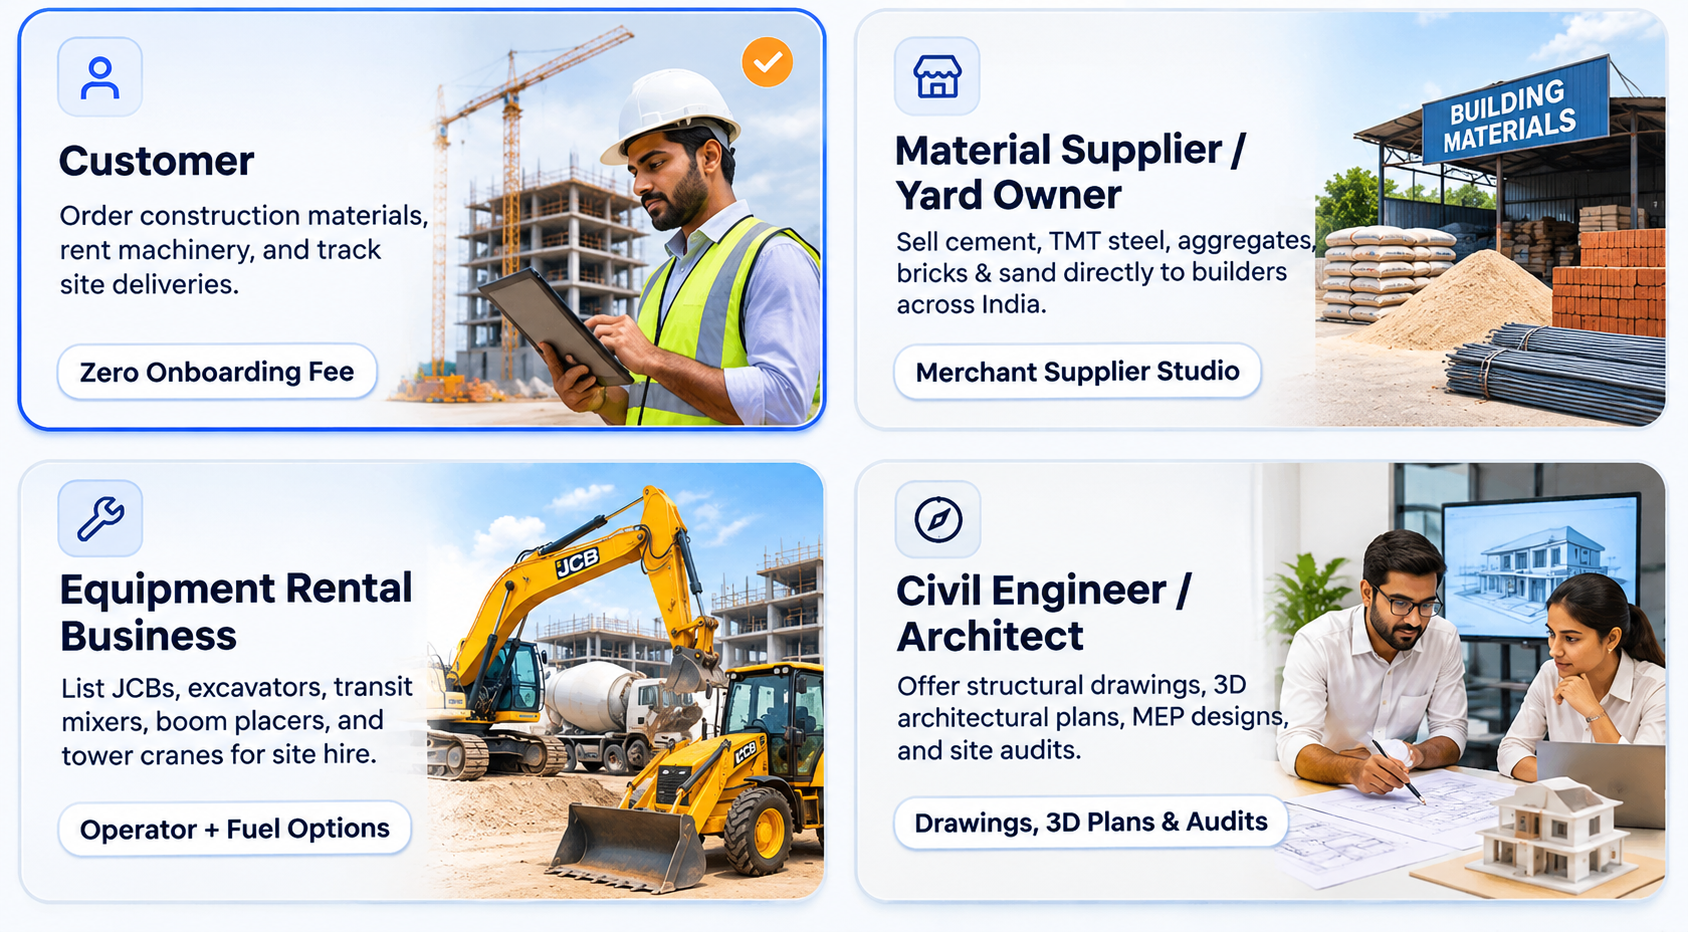 Customer
Order construction materials,
rent machinery, and track
site deliveries.
Zero Onboarding Fee
Material Supplier /
Yard Owner
Sell cement, TMT steel, aggregates,
bricks & sand directly to builders
across India.
Merchant Supplier Studio
BUILDING
MATERIALS
Equipment Rental
Business
List JCBs, excavators, transit
mixers, boom placers, and
tower cranes for site hire.
Operator + Fuel Options
JCB
JCB
Civil Engineer /
Architect
Offer structural drawings, 3D
architectural plans, MEP designs,
and site audits.
Drawings, 3D Plans & Audits